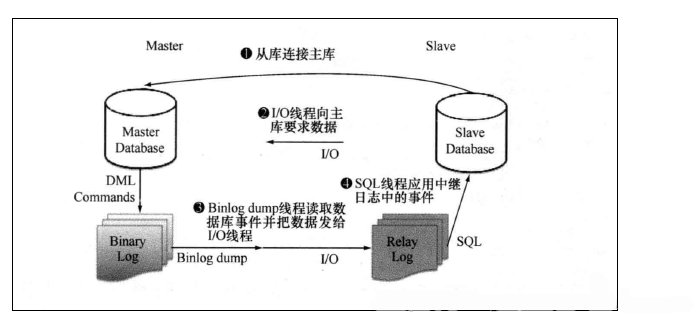 Master
Slave
❶从库连接主库
❷I/O线程向主
库要求数据
I/O
Master
Database
Slave
Database
DML
Commands
❹SQL线程应用中继
日志中的事件
❸Binlog dump线程读取数
据库事件并把数据发给
I/O线程
Binary
Log
Binlog dump
I/O
Relay
Log
SQL